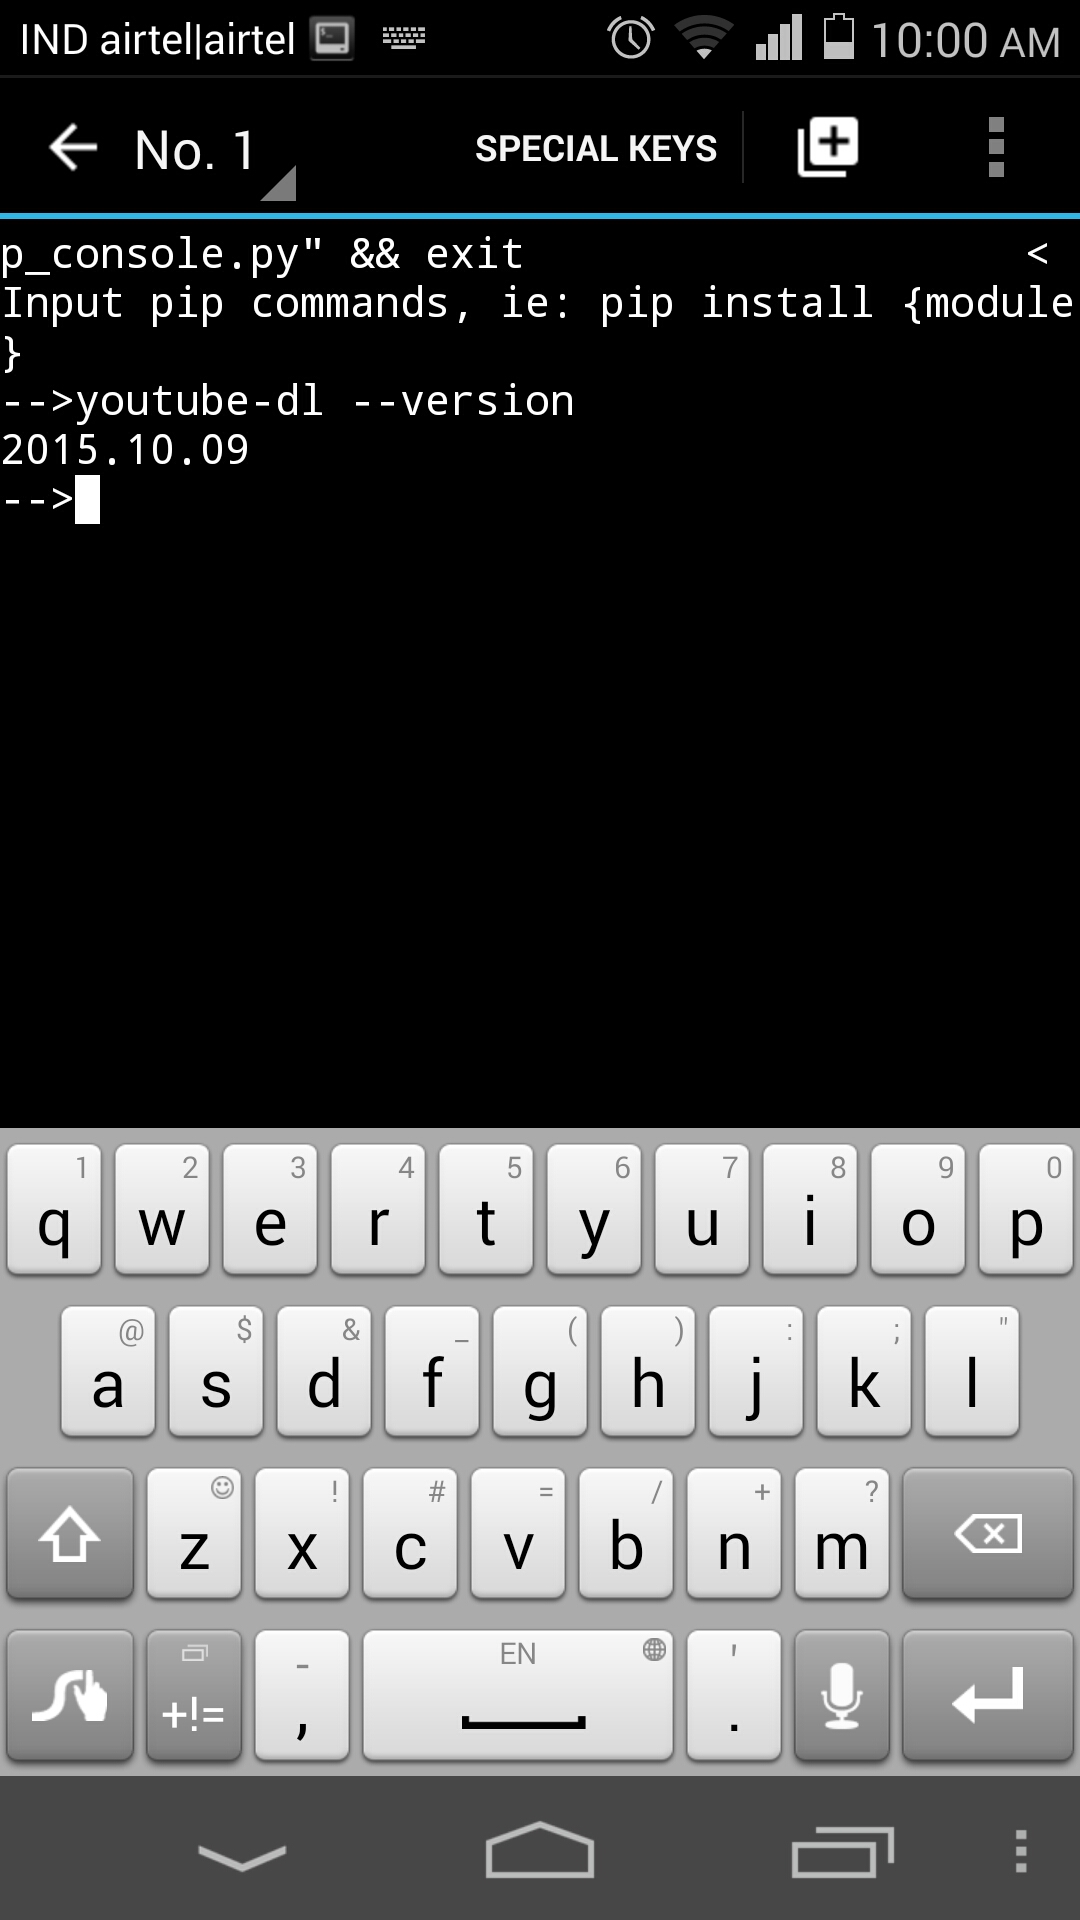 IND airtel|airtel 10:00 AM
No. 1 SPECIAL KEYS
p_console.py" && exit <
Input pip commands, ie: pip install {module
}
-->youtube-dl --version
2015.10.09
-->
1 2 3 4 5 6 7 8 9 0
q w e r t y u i o p
@ $ & _ ( ) : ; "
a s d f g h j k l
! # = / + ?
z x c v b n m
- EN '
+!= , .